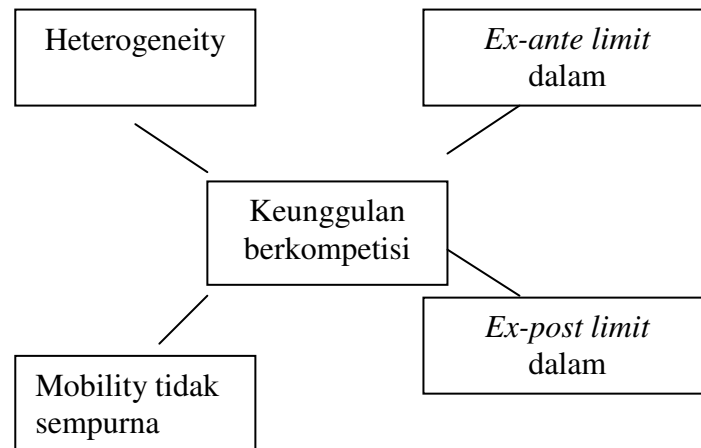 Heterogeneity
Ex-ante limit
dalam
Keunggulan
berkompetisi
Ex-post limit
dalam
Mobility tidak
sempurna